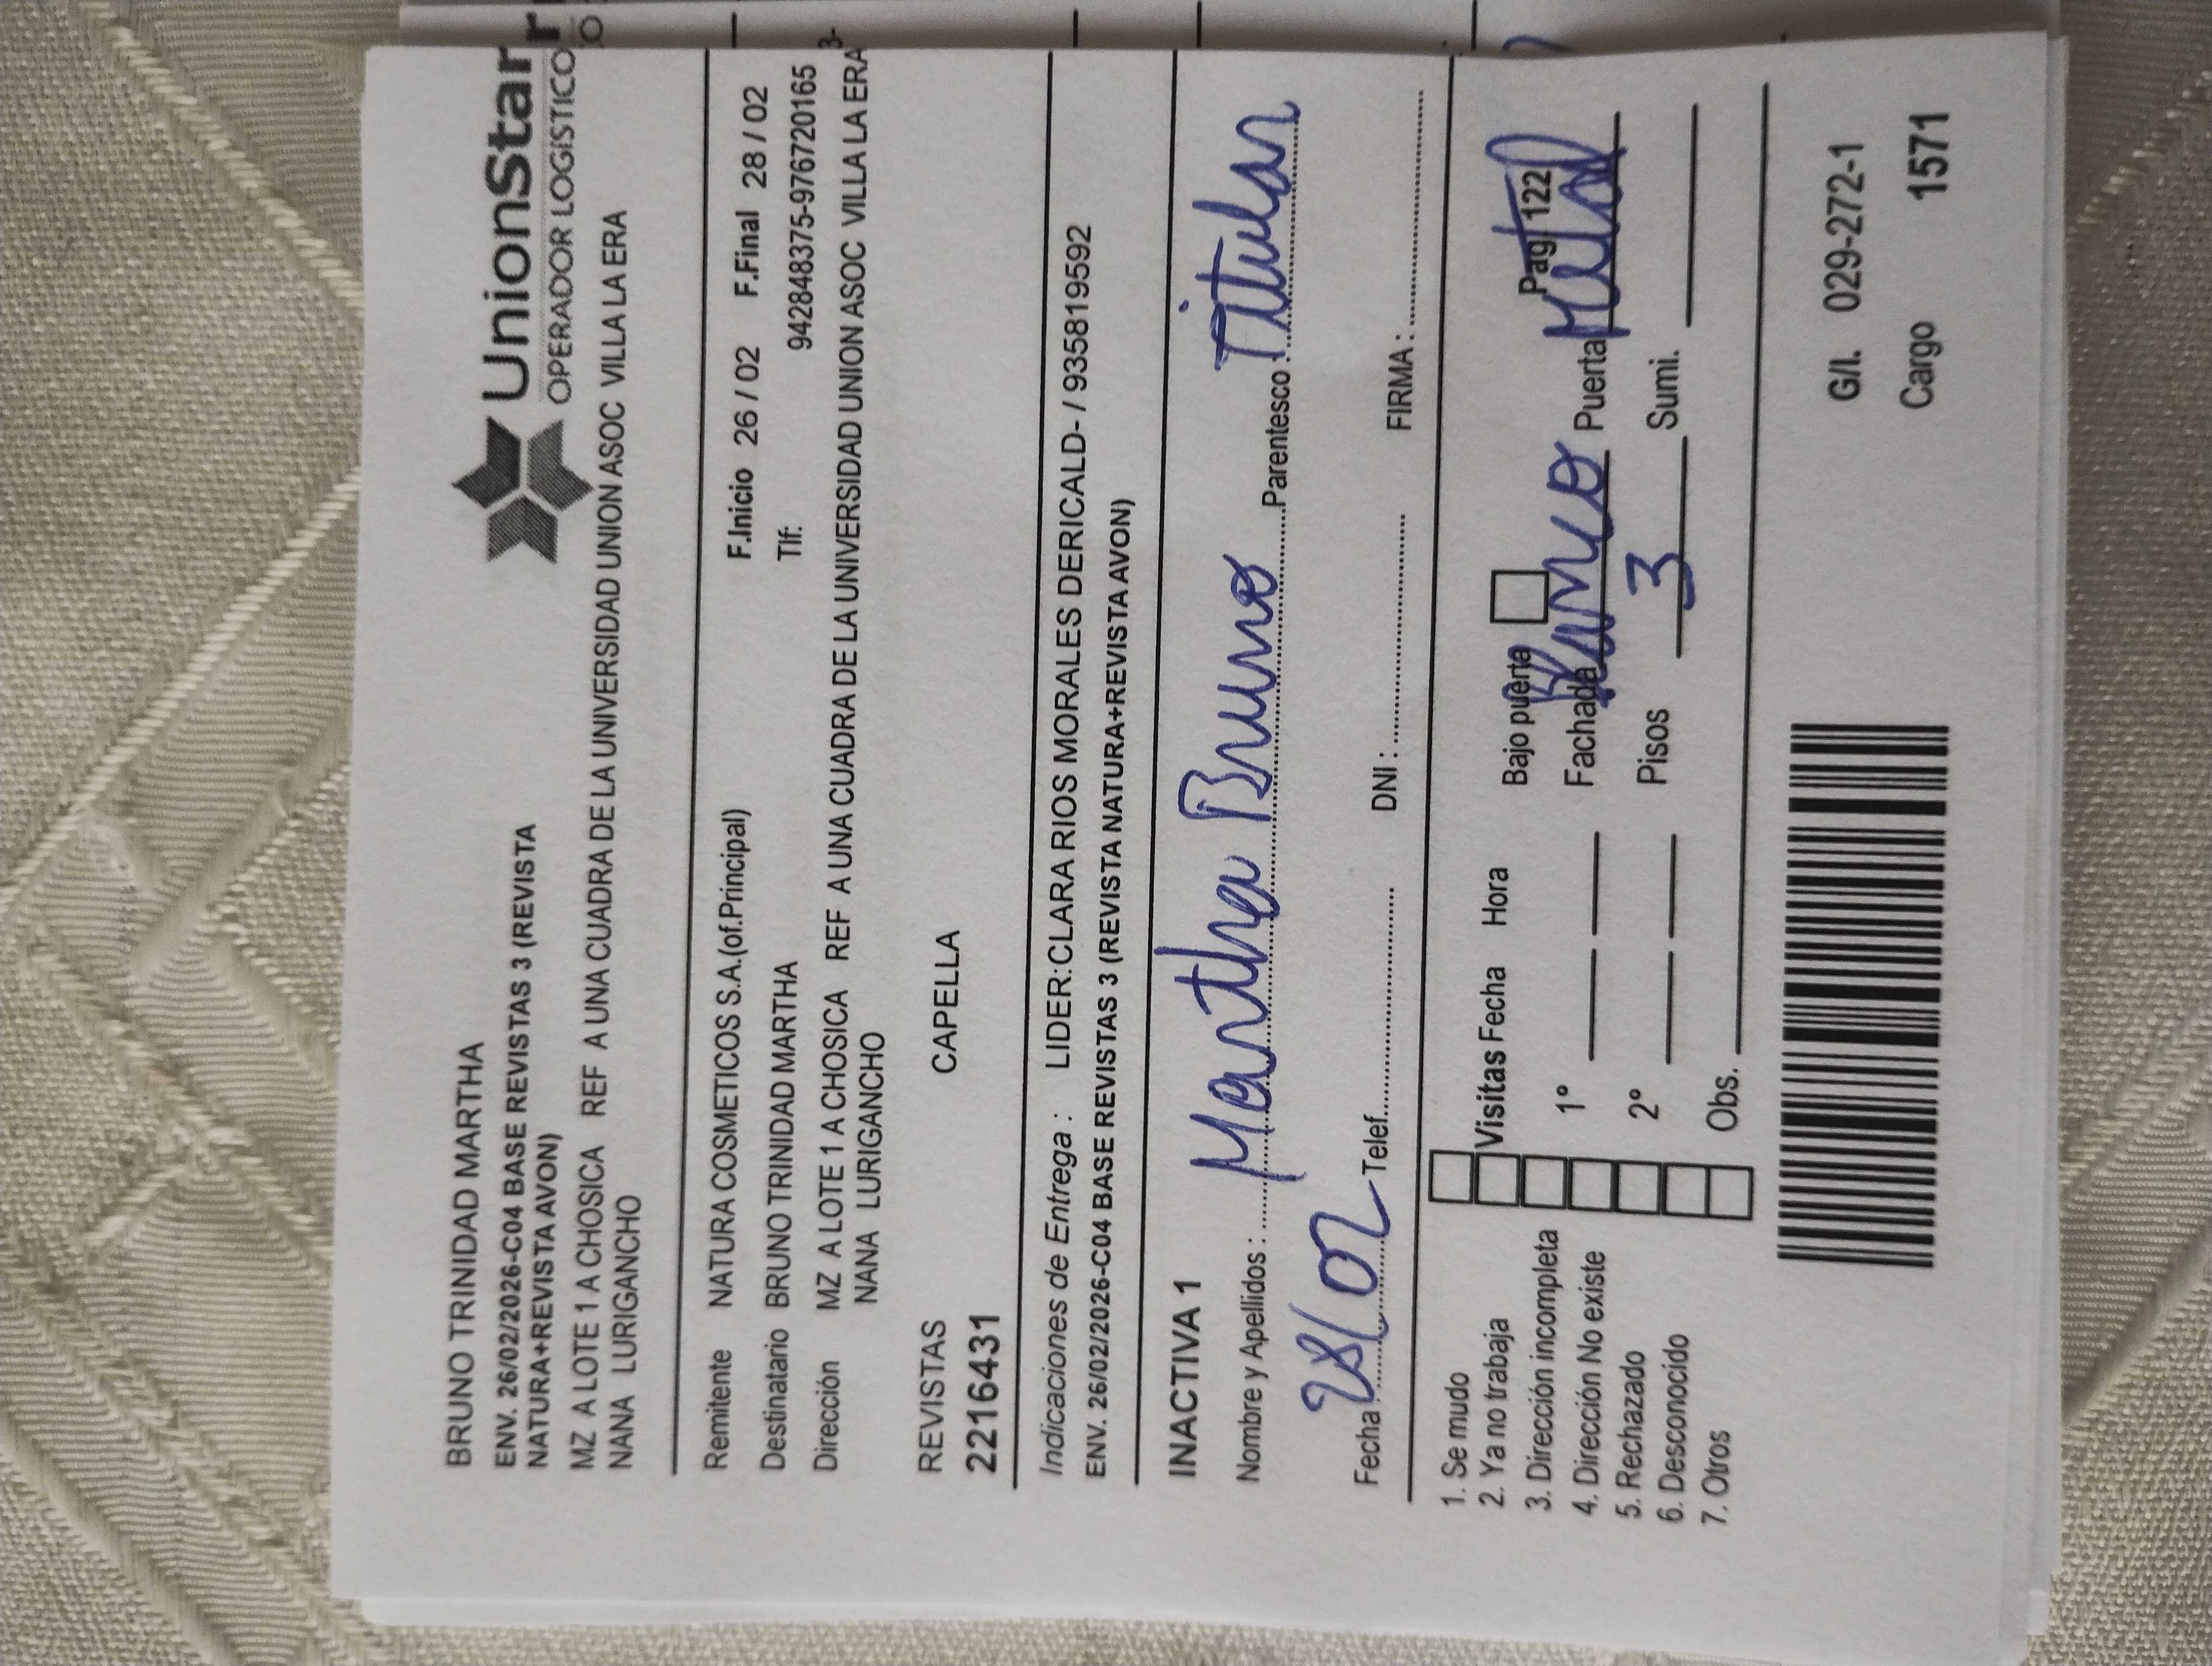 UnionStar
OPERADOR LOGISTICO
BRUNO TRINIDAD MARTHA
ENV. 26/02/2026-C04 BASE REVISTAS 3 (REVISTA
NATURA+REVISTA AVON)
MZ A LOTE 1 A CHOSICA REF A UNA CUADRA DE LA UNIVERSIDAD UNION ASOC VILLA LA ERA
NANA LURIGANCHO
Remitente NATURA COSMETICOS S.A.(of.Principal) F.Inicio 26 / 02 F.Final 28 / 02
Destinatario BRUNO TRINIDAD MARTHA Tlf: 942848375-976720165
Dirección MZ A LOTE 1 A CHOSICA REF A UNA CUADRA DE LA UNIVERSIDAD UNION ASOC VILLA LA ERA
NANA LURIGANCHO
REVISTAS CAPELLA
2216431
Indicaciones de Entrega : LIDER:CLARA RIOS MORALES DERICALD- / 935819592
ENV. 26/02/2026-C04 BASE REVISTAS 3 (REVISTA NATURA+REVISTA AVON)
INACTIVA 1
Nombre y Apellidos : Martha Bruno Parentesco : Titular
Fecha 28/02 Telef. DNI : FIRMA :
1. Se mudo
2. Ya no trabaja
3. Dirección incompleta
4. Dirección No existe
5. Rechazado
6. Desconocido
7. Otros
Visitas Fecha Hora
1º
2º
Obs.
Bajo puerta Pag 122
Fachada Blanco Puerta Metal
Pisos 3 Sumi.
G/I. 029-272-1
Cargo 1571